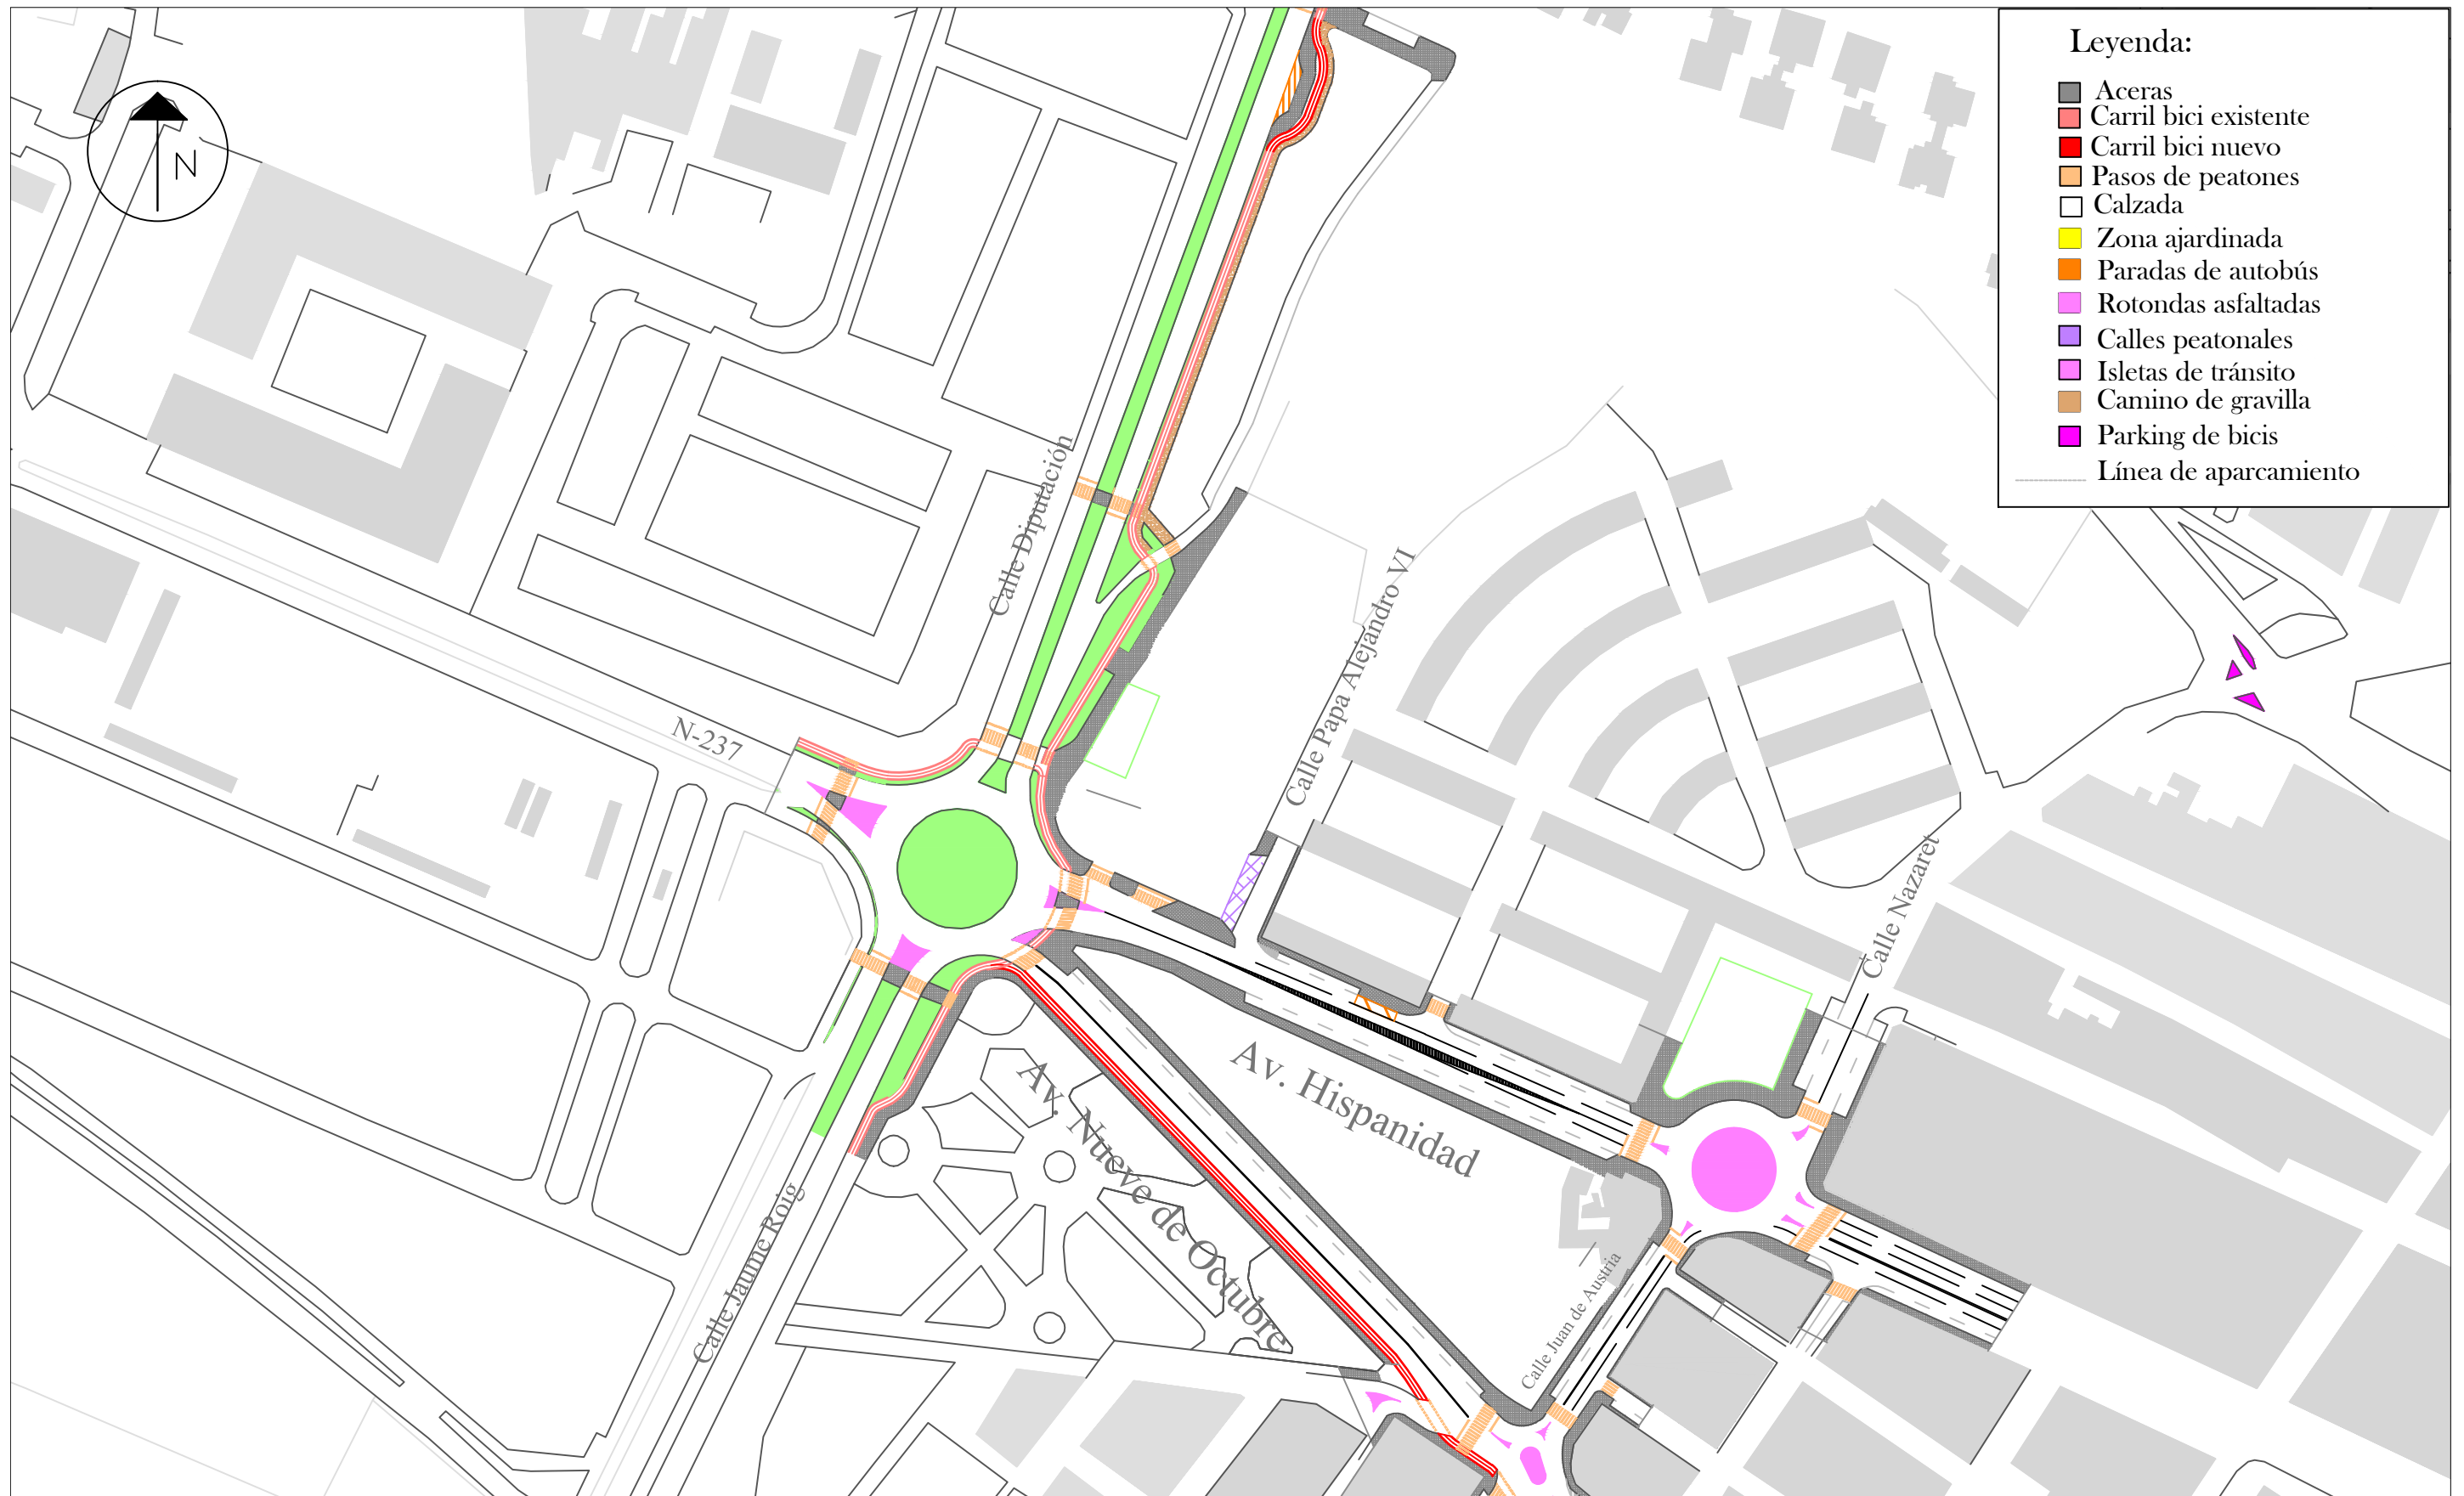 Leyenda:
Aceras
Carril bici existente
Carril bici nuevo
Pasos de peatones
Calzada
Zona ajardinada
Paradas de autobús
Rotondas asfaltadas
Calles peatonales
Isletas de tránsito
Camino de gravilla
Parking de bicis
Línea de aparcamiento
N
Calle Diputación
Calle Papa Alejandro VI
N-237
Calle Nazaret
Av. Hispanidad
Av. Nueve de Octubre
Calle Jaume Roig
Calle Juan de Austria